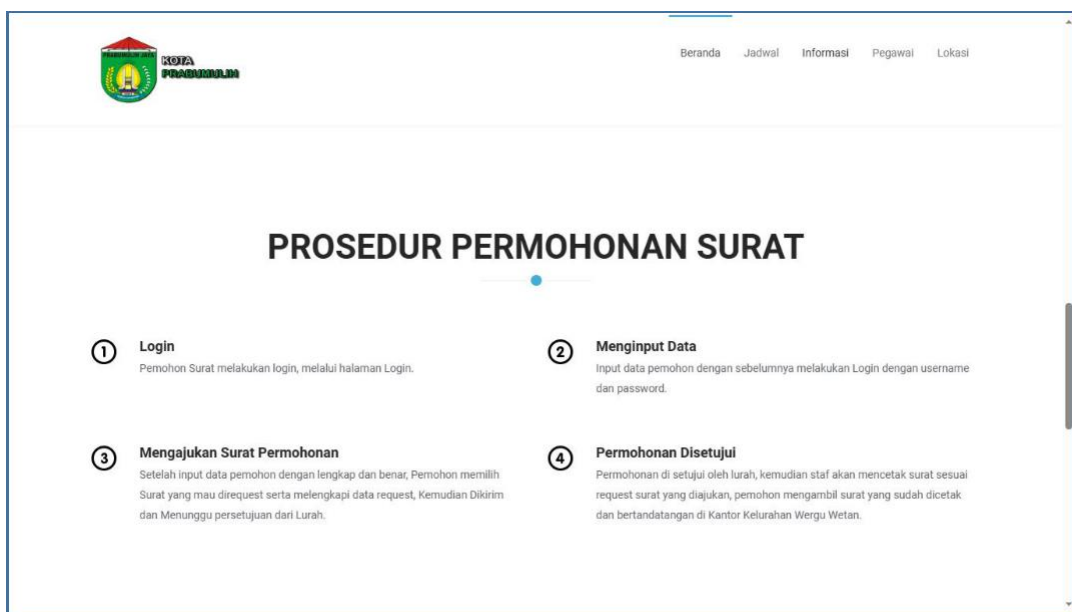 PRABUMULIH JAYA
KOTA
PRABUMULIH
Beranda Jadwal Informasi Pegawai Lokasi
PROSEDUR PERMOHONAN SURAT
1 Login
Pemohon Surat melakukan login, melalui halaman Login.
2 Menginput Data
Input data pemohon dengan sebelumnya melakukan Login dengan username
dan password.
3 Mengajukan Surat Permohonan
Setelah input data pemohon dengan lengkap dan benar, Pemohon memilih
Surat yang mau direquest serta melengkapi data request, Kemudian Dikirim
dan Menunggu persetujuan dari Lurah.
4 Permohonan Disetujui
Permohonan di setujui oleh lurah, kemudian staf akan mencetak surat sesuai
request surat yang diajukan, pemohon mengambil surat yang sudah dicetak
dan bertandatangan di Kantor Kelurahan Wergu Wetan.